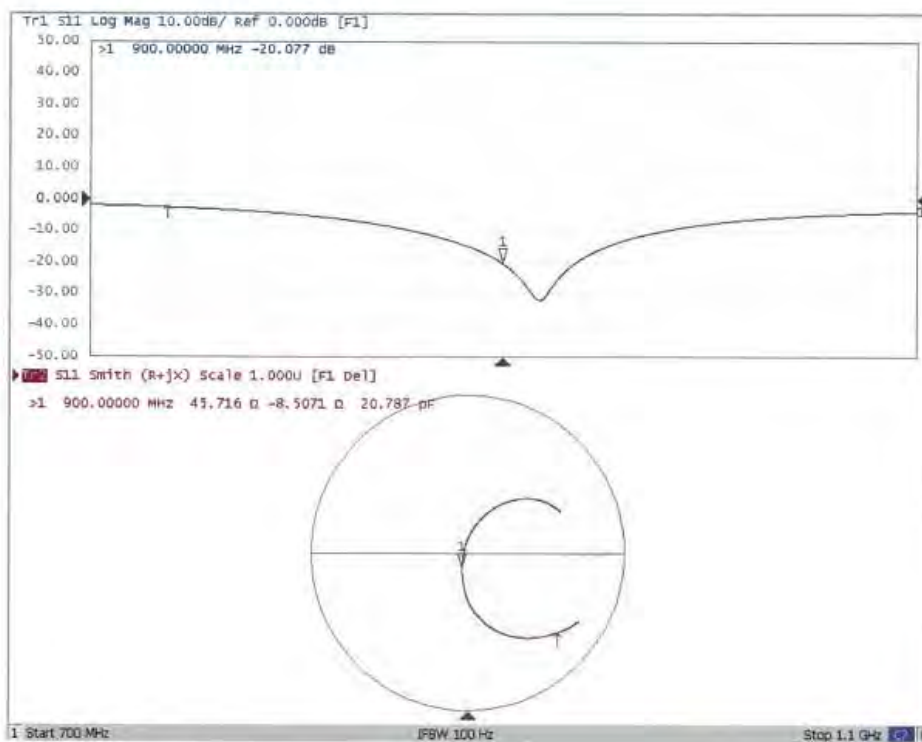 Tr1 S11 Log Mag 10.00dB/ Ref 0.000dB [F1]
50.00
>1 900.00000 MHz -20.077 dB
40.00
30.00
20.00
10.00
0.000
-10.00
1
-20.00
-30.00
-40.00
-50.00
Tr2 S11 Smith (R+jX) Scale 1.000U [F1 Del]
>1 900.00000 MHz 45.716 Ω -8.5071 Ω 20.787 pF
1
1 Start 700 MHz IFBW 100 Hz Stop 1.1 GHz